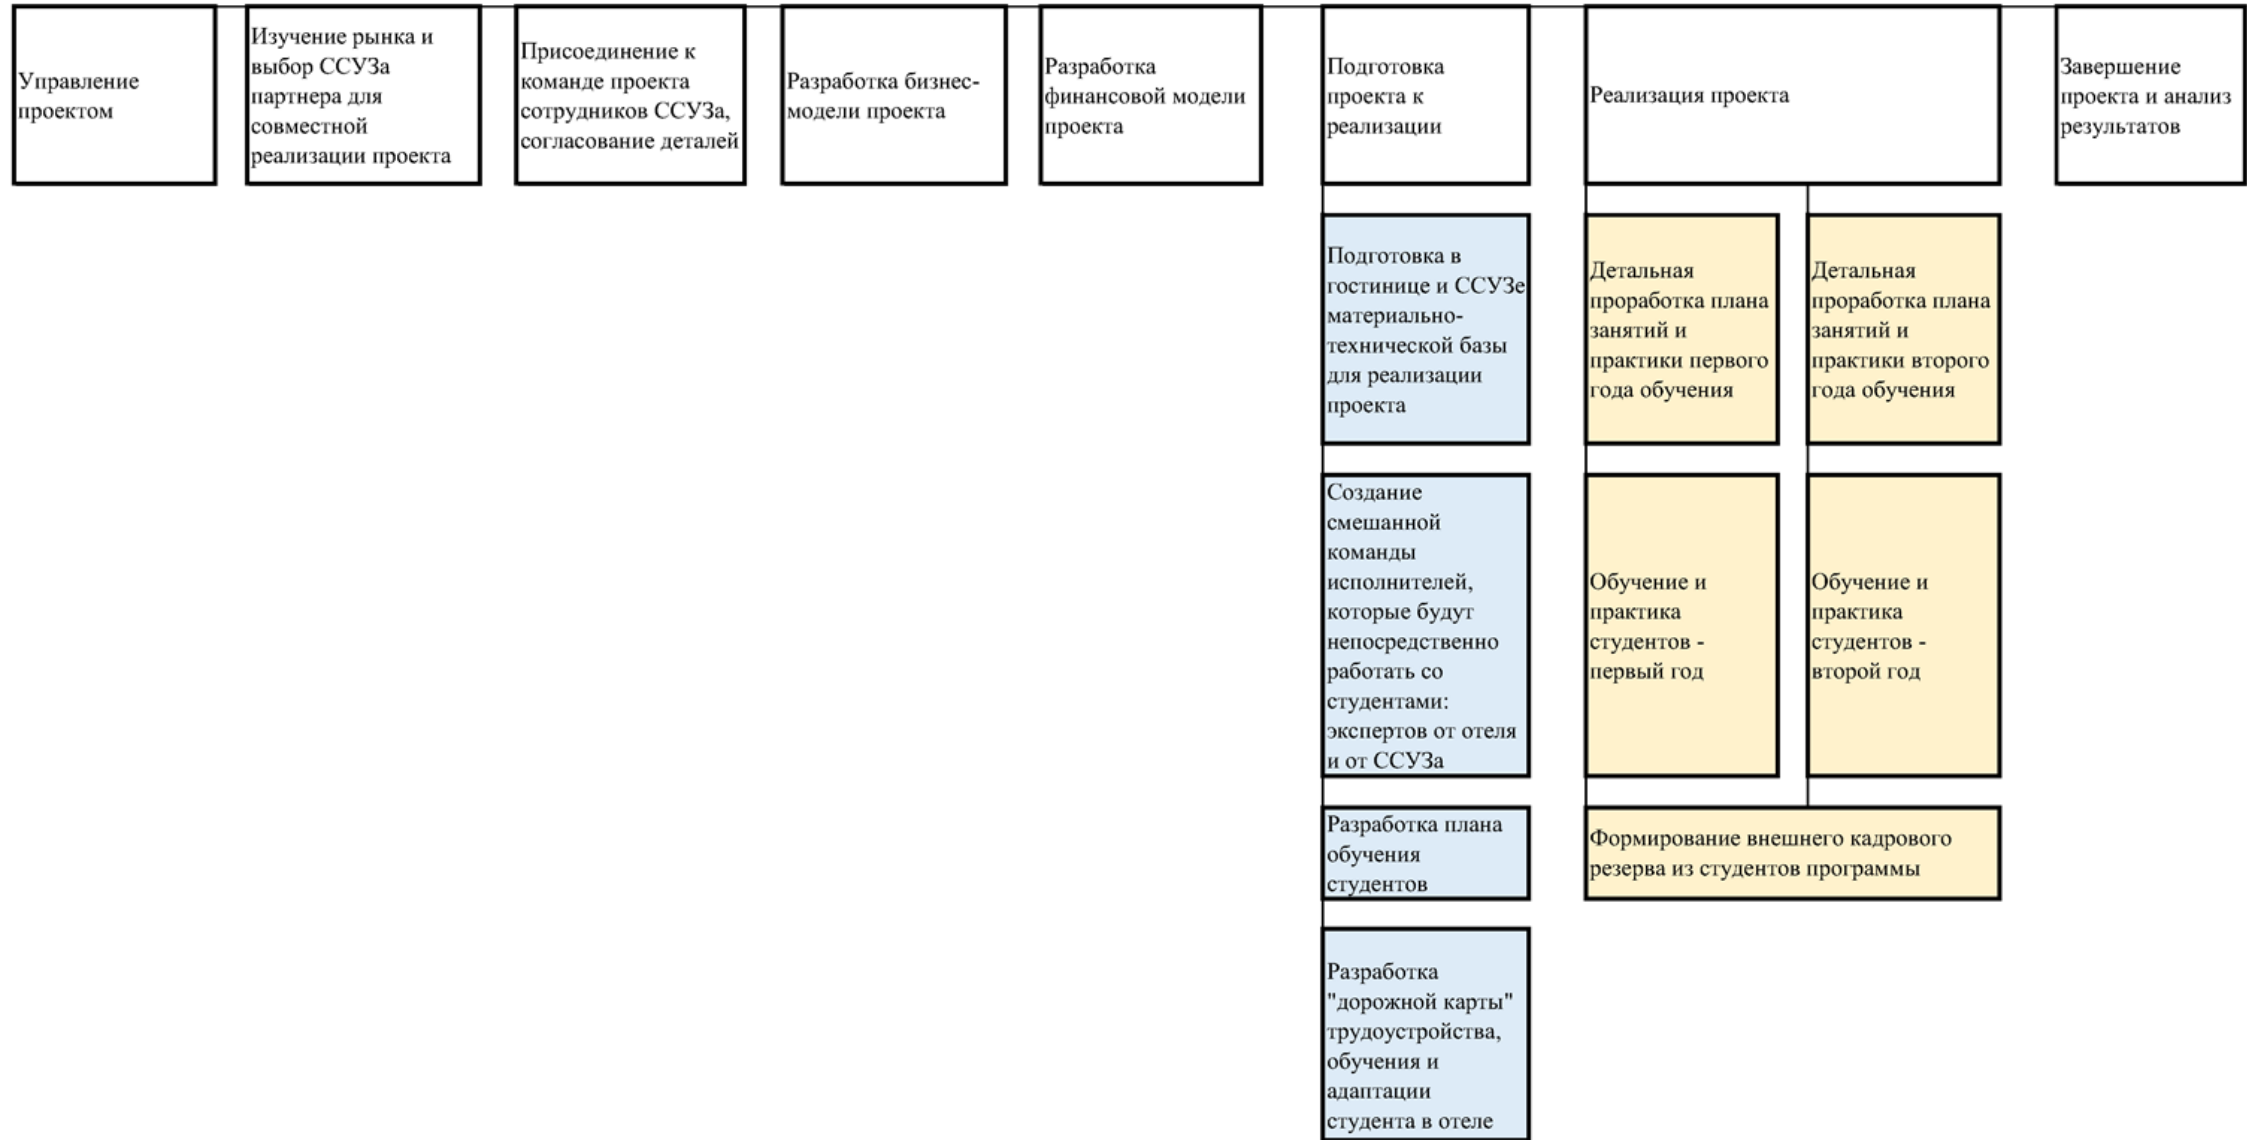 Управление
проектом
Изучение рынка и
выбор ССУЗа
партнера для
совместной
реализации проекта
Присоединение к
команде проекта
сотрудников ССУЗа,
согласование деталей
Разработка бизнес-
модели проекта
Разработка
финансовой модели
проекта
Подготовка
проекта к
реализации
Реализация проекта
Завершение
проекта и анализ
результатов
Подготовка в
гостинице и ССУЗе
материально-
технической базы
для реализации
проекта
Создание
смешанной
команды
исполнителей,
которые будут
непосредственно
работать со
студентами:
экспертов от отеля
и от ССУЗа
Разработка плана
обучения
студентов
Разработка
"дорожной карты"
трудоустройства,
обучения и
адаптации
студента в отеле
Детальная
проработка плана
занятий и
практики первого
года обучения
Обучение и
практика
студентов -
первый год
Детальная
проработка плана
занятий и
практики второго
года обучения
Обучение и
практика
студентов -
второй год
Формирование внешнего кадрового
резерва из студентов программы